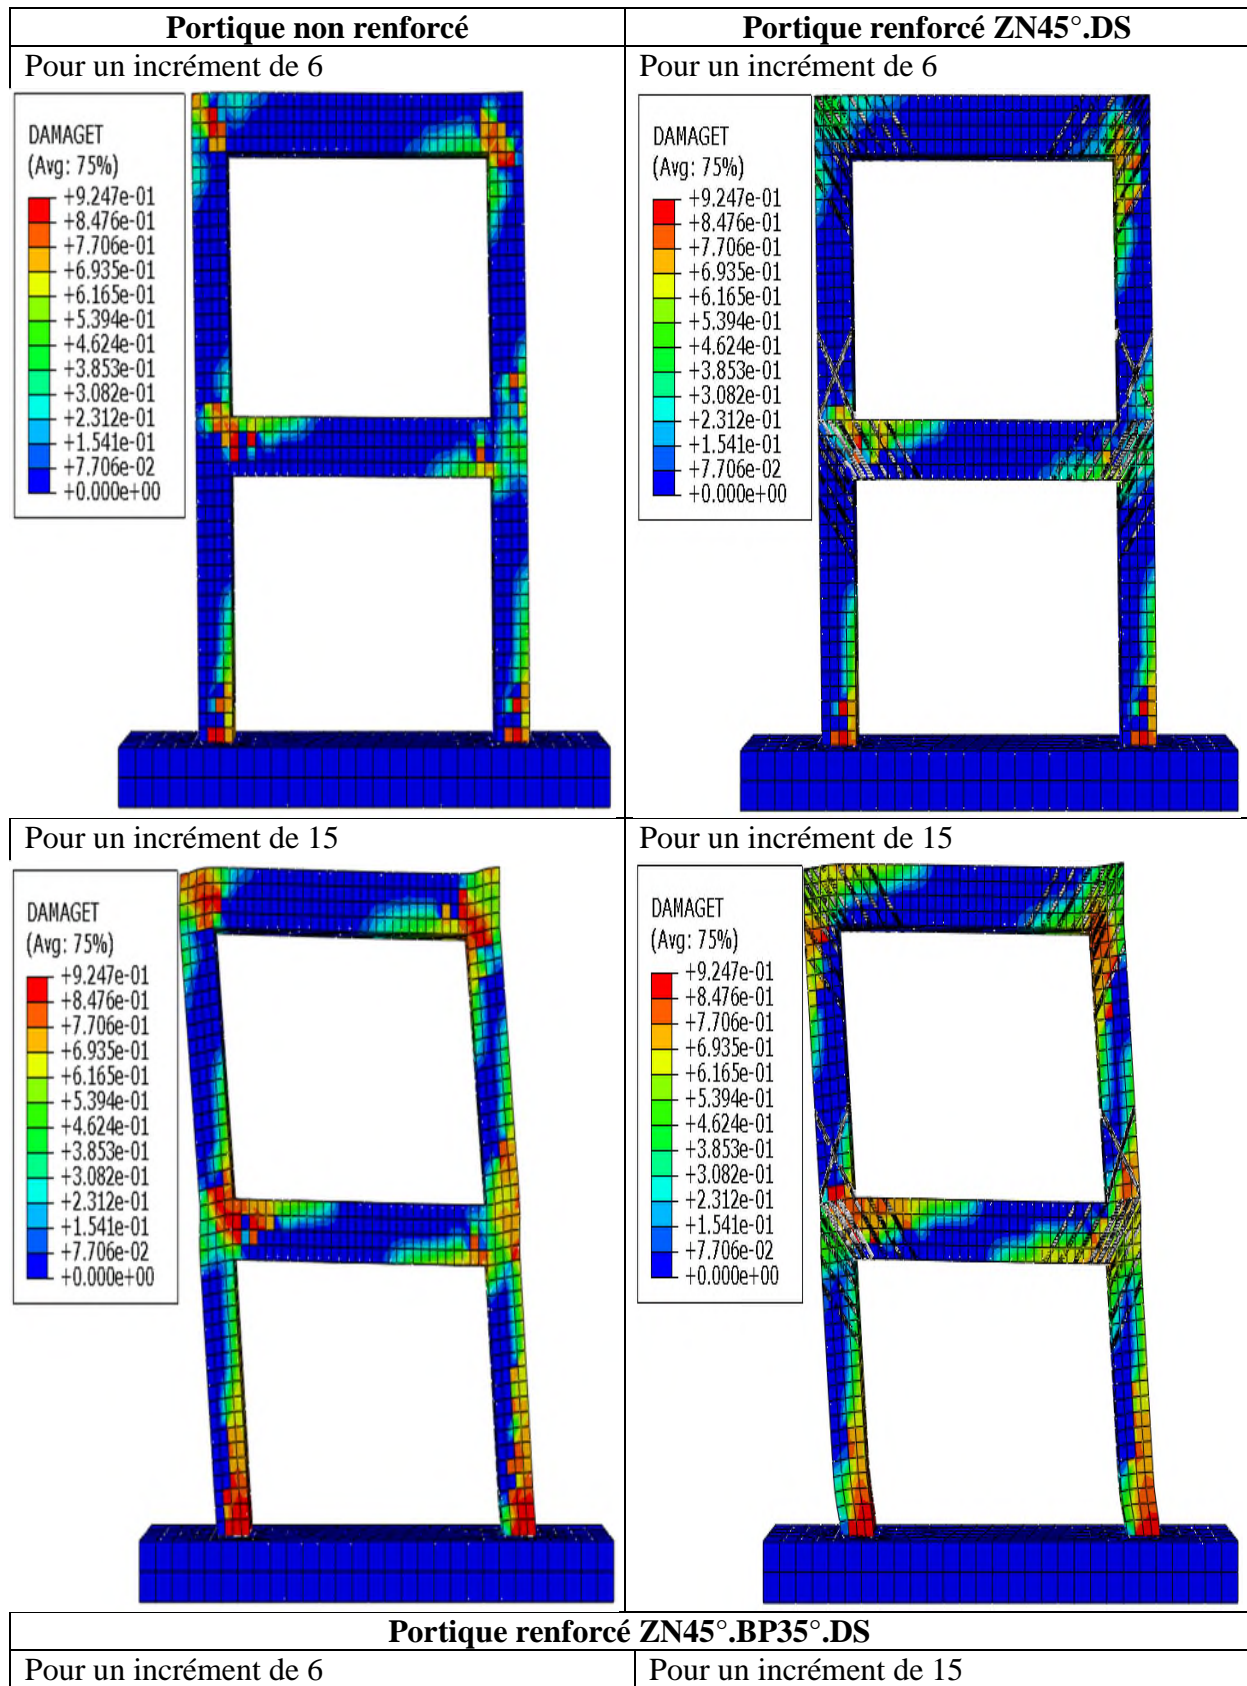 Portique non renforcé
Portique renforcé ZN45°.DS
Pour un incrément de 6
Pour un incrément de 6
DAMAGET
(Avg: 75%)
+9.247e-01
+8.476e-01
+7.706e-01
+6.935e-01
+6.165e-01
+5.394e-01
+4.624e-01
+3.853e-01
+3.082e-01
+2.312e-01
+1.541e-01
+7.706e-02
+0.000e+00
DAMAGET
(Avg: 75%)
+9.247e-01
+8.476e-01
+7.706e-01
+6.935e-01
+6.165e-01
+5.394e-01
+4.624e-01
+3.853e-01
+3.082e-01
+2.312e-01
+1.541e-01
+7.706e-02
+0.000e+00
Pour un incrément de 15
Pour un incrément de 15
DAMAGET
(Avg: 75%)
+9.247e-01
+8.476e-01
+7.706e-01
+6.935e-01
+6.165e-01
+5.394e-01
+4.624e-01
+3.853e-01
+3.082e-01
+2.312e-01
+1.541e-01
+7.706e-02
+0.000e+00
DAMAGET
(Avg: 75%)
+9.247e-01
+8.476e-01
+7.706e-01
+6.935e-01
+6.165e-01
+5.394e-01
+4.624e-01
+3.853e-01
+3.082e-01
+2.312e-01
+1.541e-01
+7.706e-02
+0.000e+00
Portique renforcé ZN45°.BP35°.DS
Pour un incrément de 6
Pour un incrément de 15